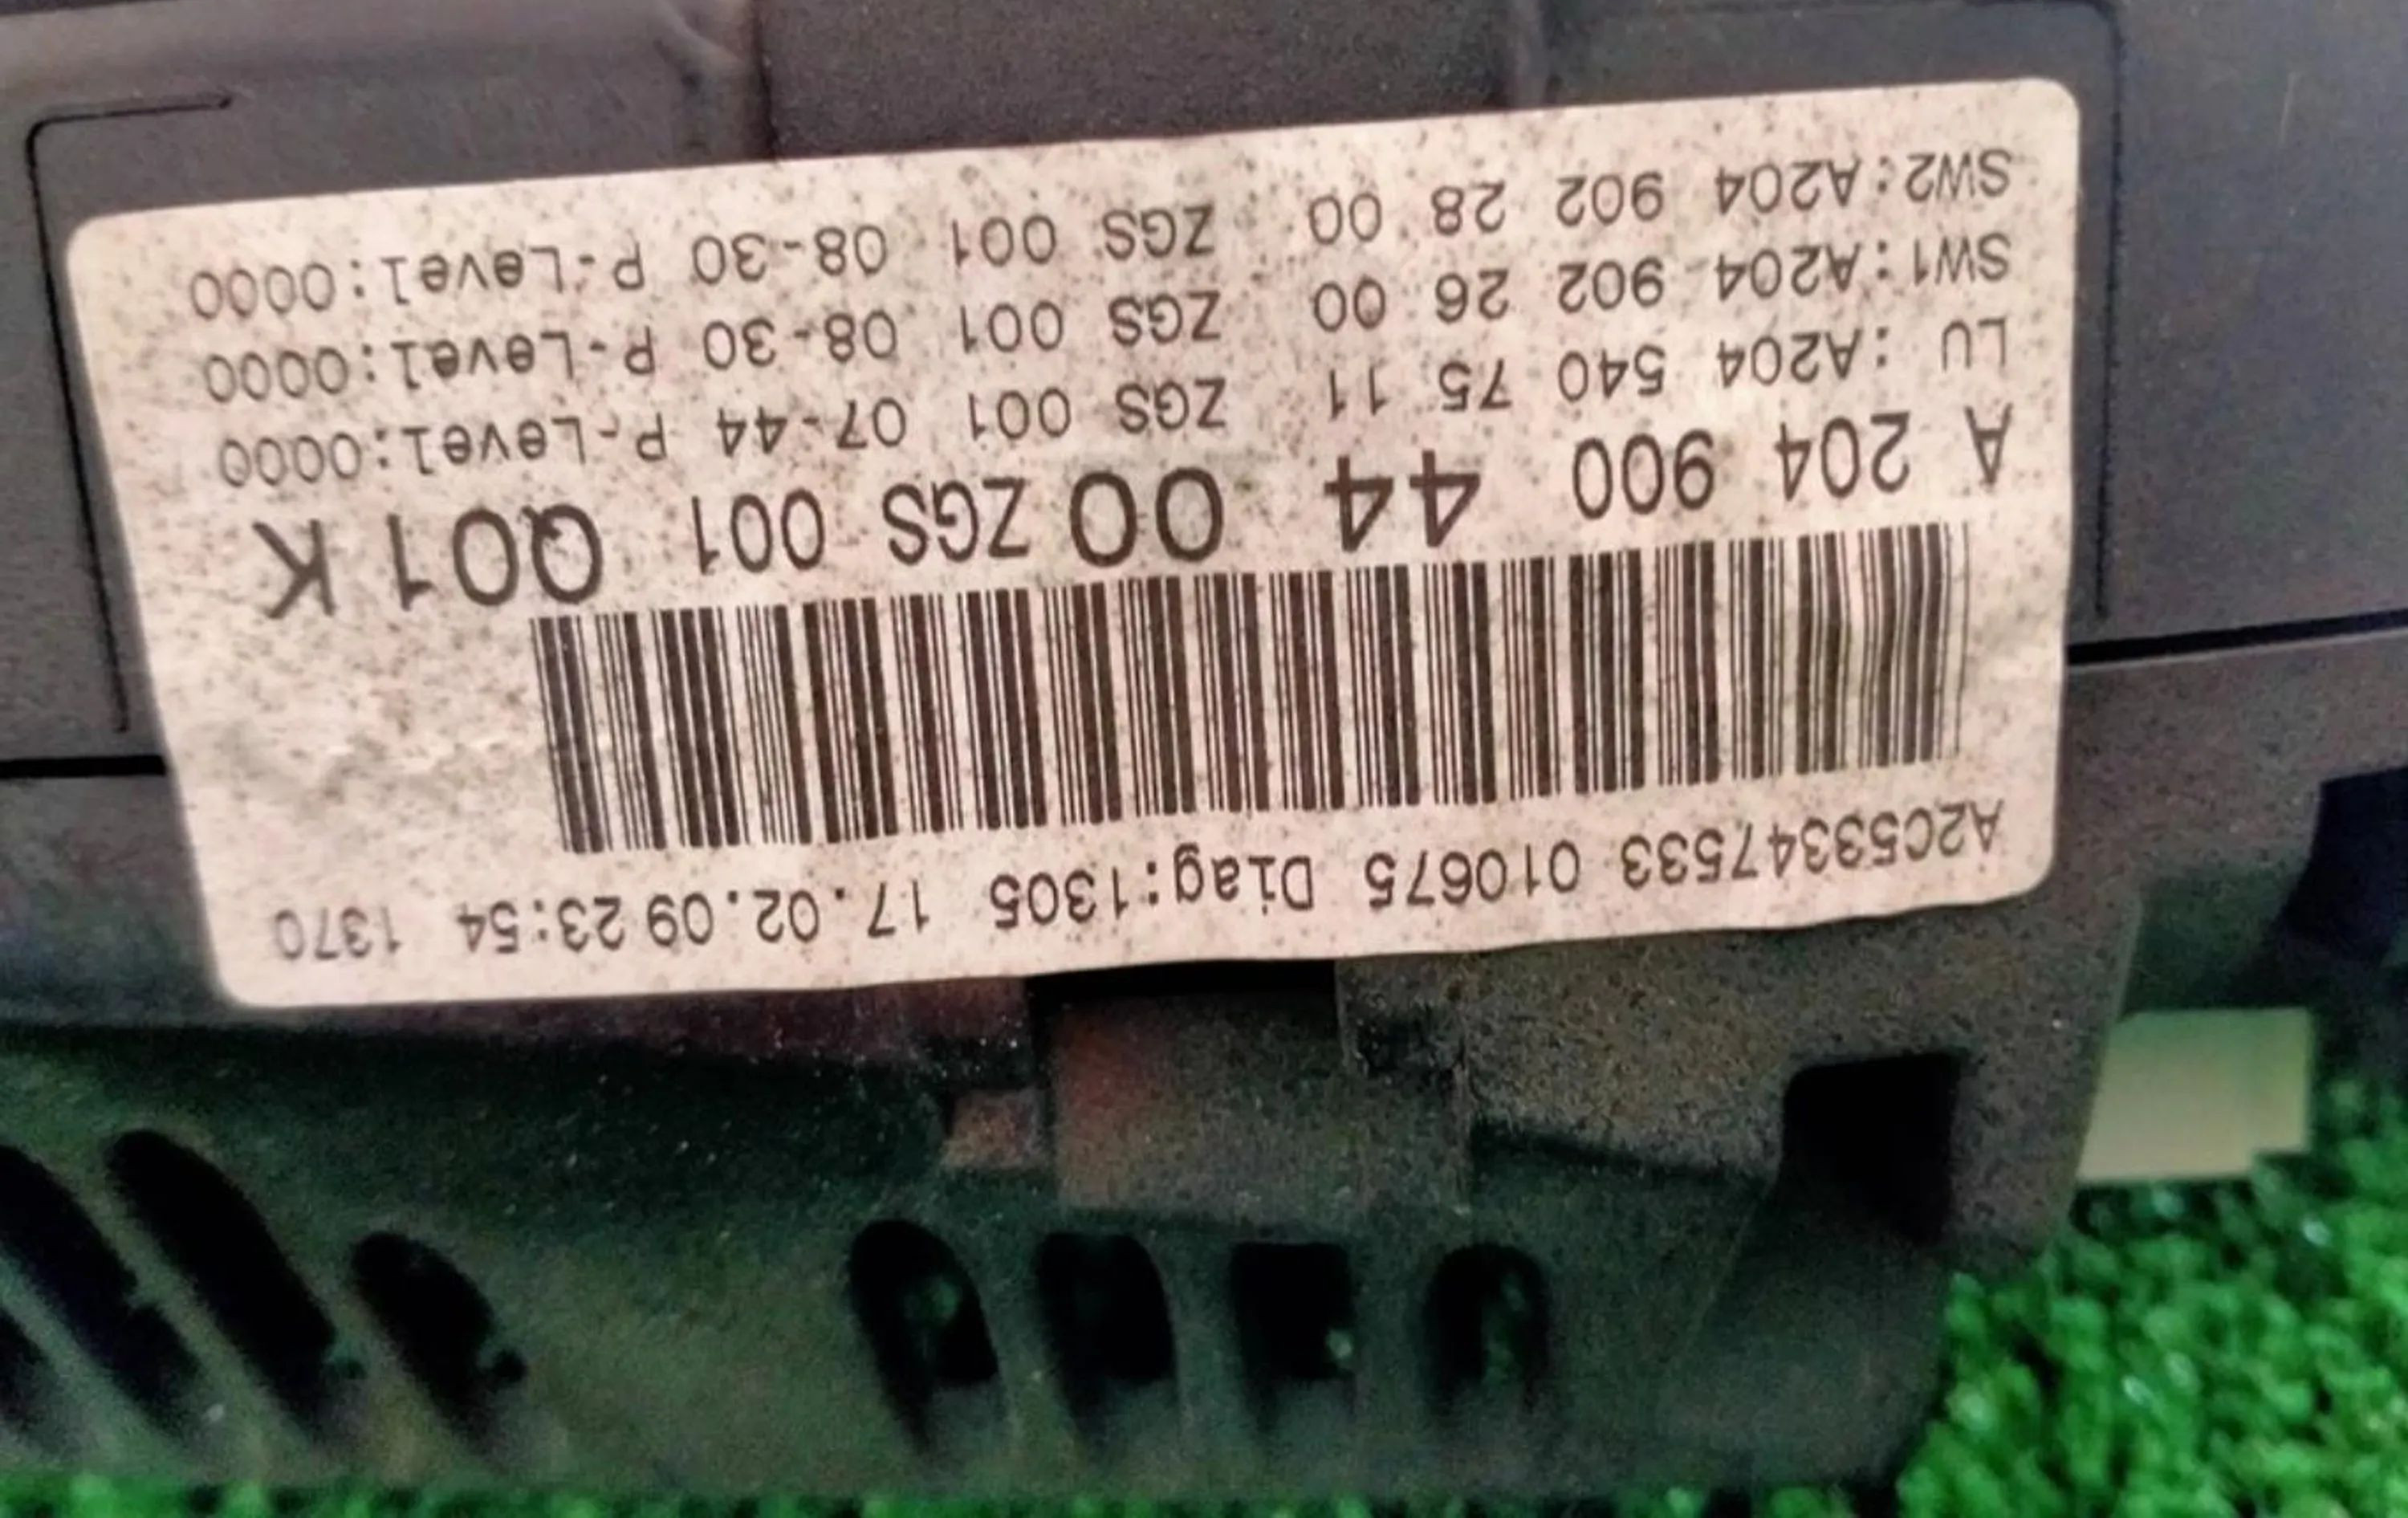 A2C53347533 010675 Diag:1305 17.02.09 23:54 1370
A 204 900 44 00 ZGS 001 Q01 K
LU :A204 540 75 11 ZGS 001 07-44 P-Level:0000
SW1:A204 902 26 00 ZGS 001 08-30 P-Level:0000
SW2:A204 902 28 00 ZGS 001 08-30 P-Level:0000